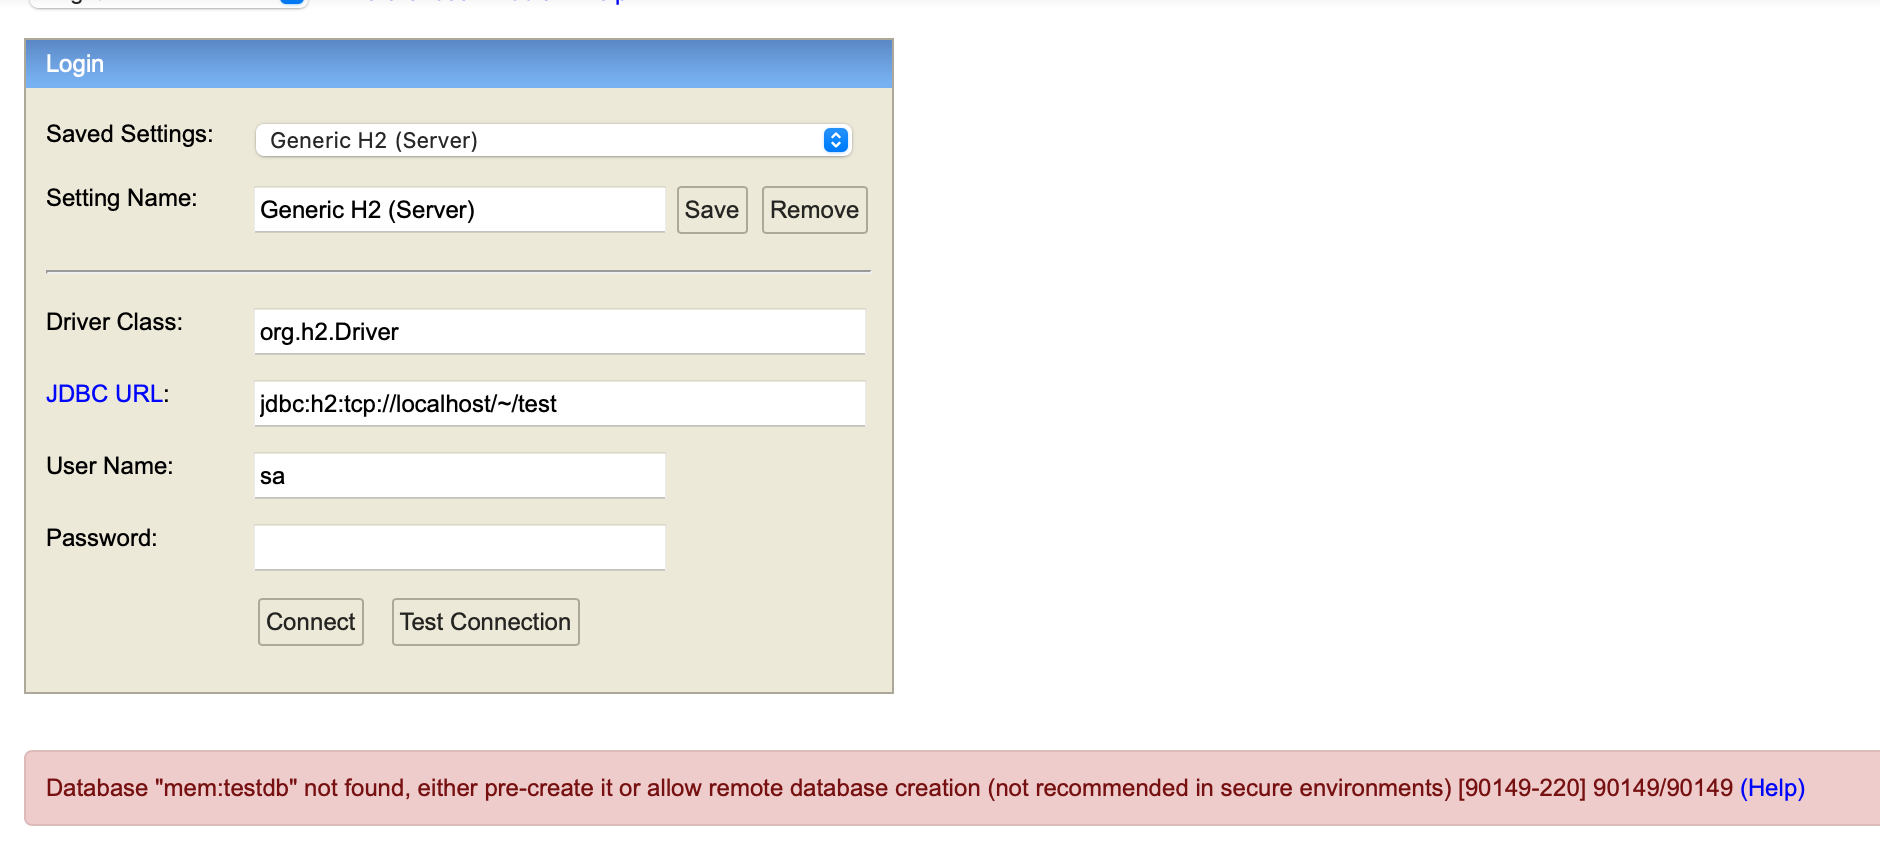 Login
Saved Settings: Generic H2 (Server)
Setting Name: Generic H2 (Server) Save Remove
Driver Class: org.h2.Driver
JDBC URL: jdbc:h2:tcp://localhost/~/test
User Name: sa
Password:
Connect Test Connection
Database "mem:testdb" not found, either pre-create it or allow remote database creation (not recommended in secure environments) [90149-220] 90149/90149 (Help)